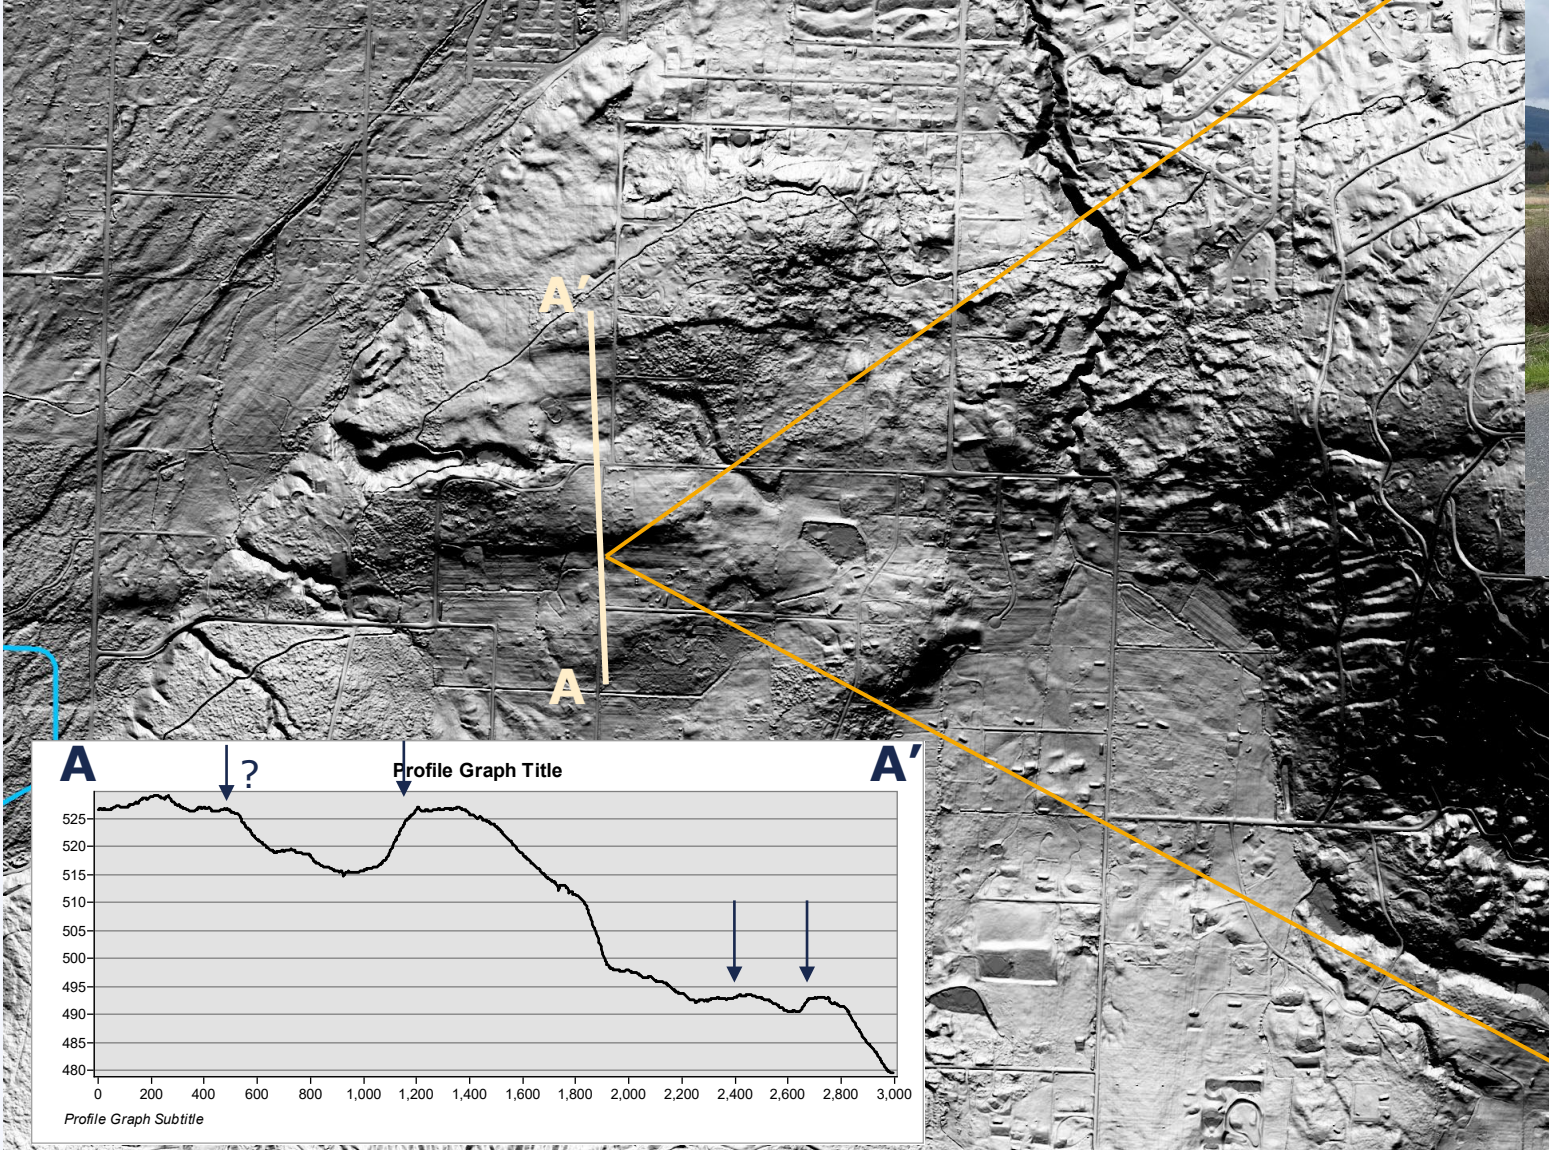 A′
A
A
?
Profile Graph Title
A′
525
520
515
510
505
500
495
490
485
480
0 200 400 600 800 1,000 1,200 1,400 1,600 1,800 2,000 2,200 2,400 2,600 2,800 3,000
Profile Graph Subtitle